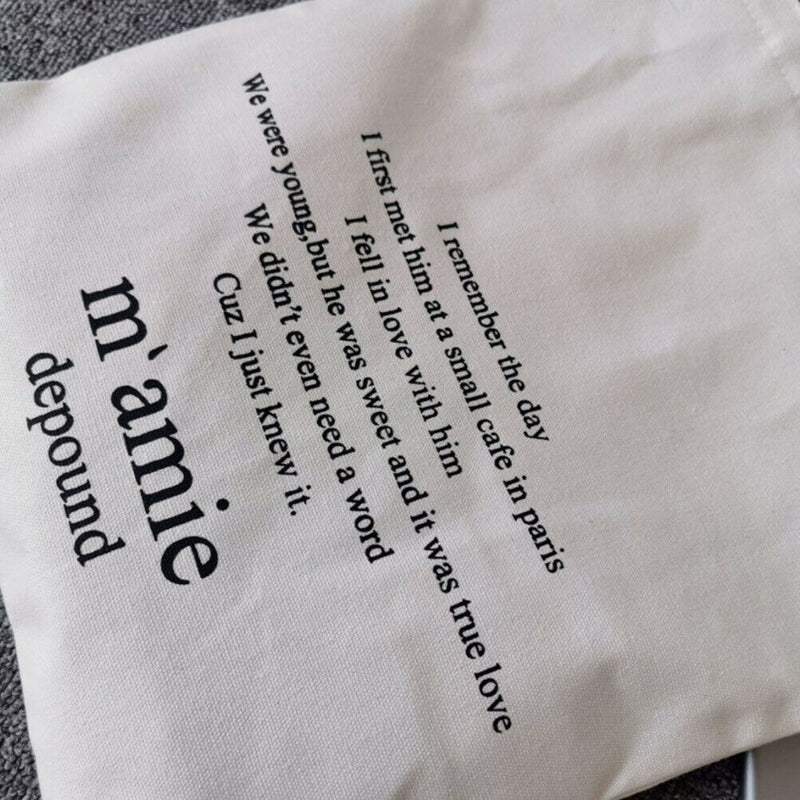 I remember the day
I first met him at a small cafe in paris
I fell in love with him
We were young,but he was sweet and it was true love
We didn't even need a word
Cuz I just knew it.
m`amie
depound